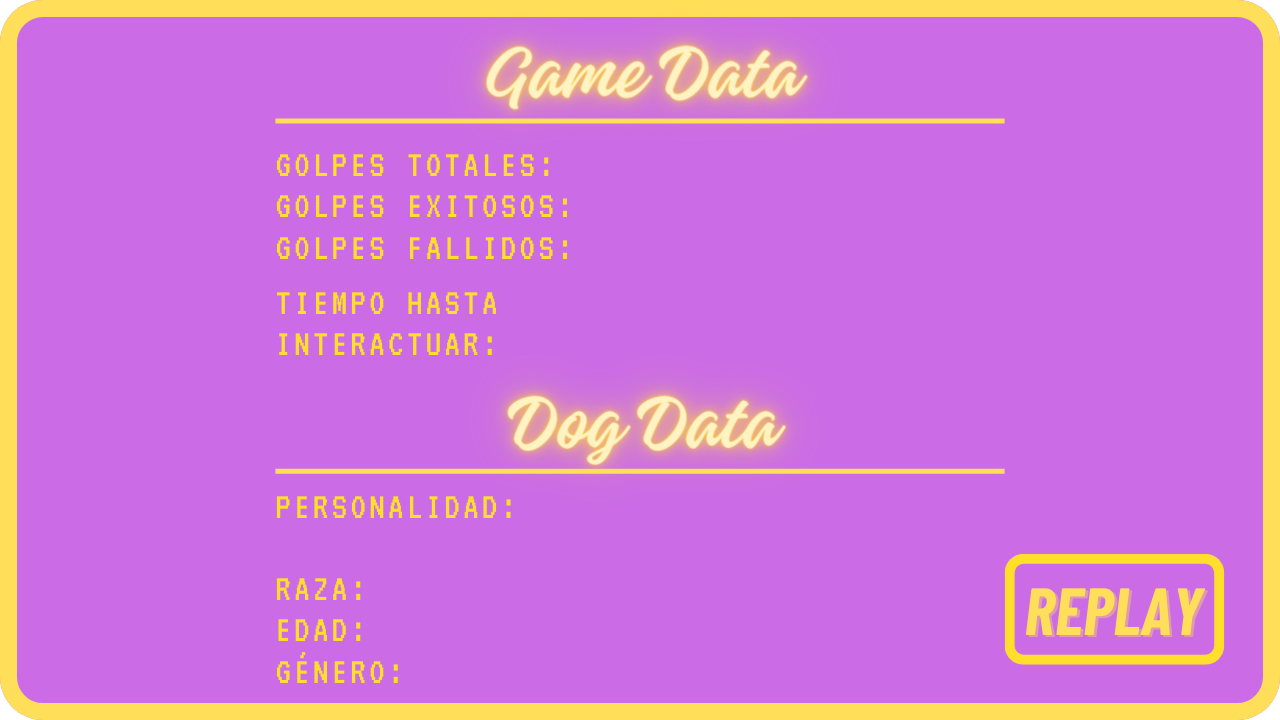 Game Data
GOLPES TOTALES:
GOLPES EXITOSOS:
GOLPES FALLIDOS:
TIEMPO HASTA
INTERACTUAR:
Dog Data
PERSONALIDAD:
RAZA:
EDAD:
GÉNERO:
REPLAY